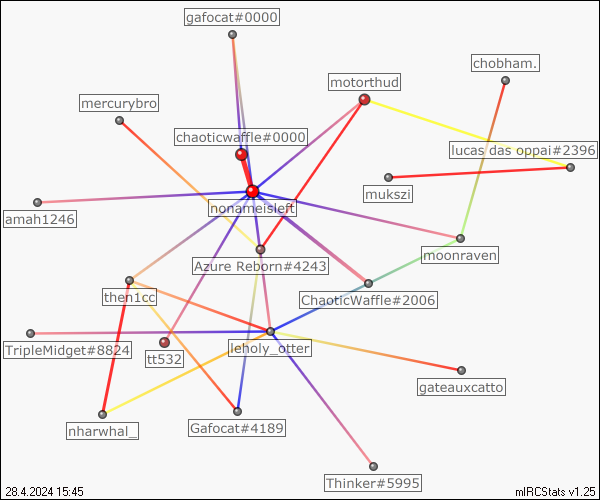 gafocat#0000
chobham.
motorthud
mercurybro
chaoticwaffle#0000
lucas das oppai#2396
mukszi
nonameisleff
amah1246
moonraven
Azure Reborn#4243
then1cc
ChaoticWaffle#2006
TripleMidget#8824
tt532
leholy_otter
gateauxcatto
nharwhal_
Gafocat#4189
Thinker#5995
28.4.2024 15:45
mIRCStats v1.25